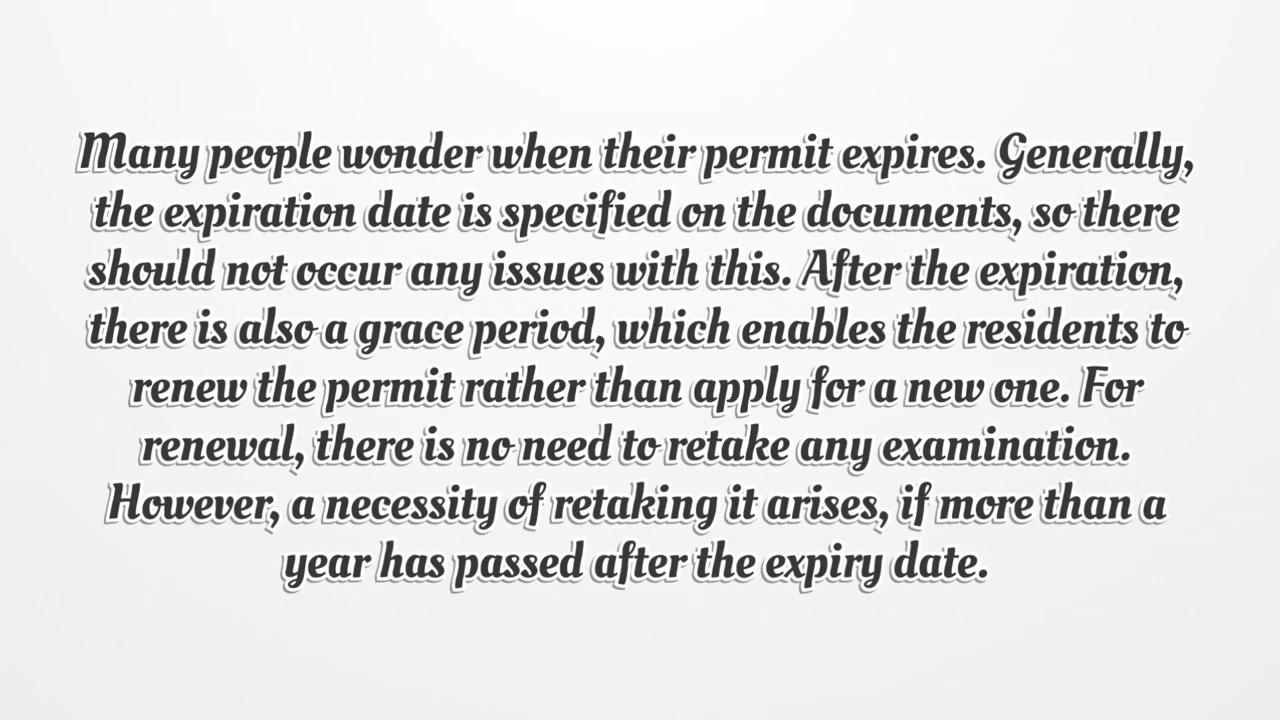 Many people wonder when their permit expires. Generally,
the expiration date is specified on the documents, so there
should not occur any issues with this. After the expiration,
there is also a grace period, which enables the residents to
renew the permit rather than apply for a new one. For
renewal, there is no need to retake any examination.
However, a necessity of retaking it arises, if more than a
year has passed after the expiry date.